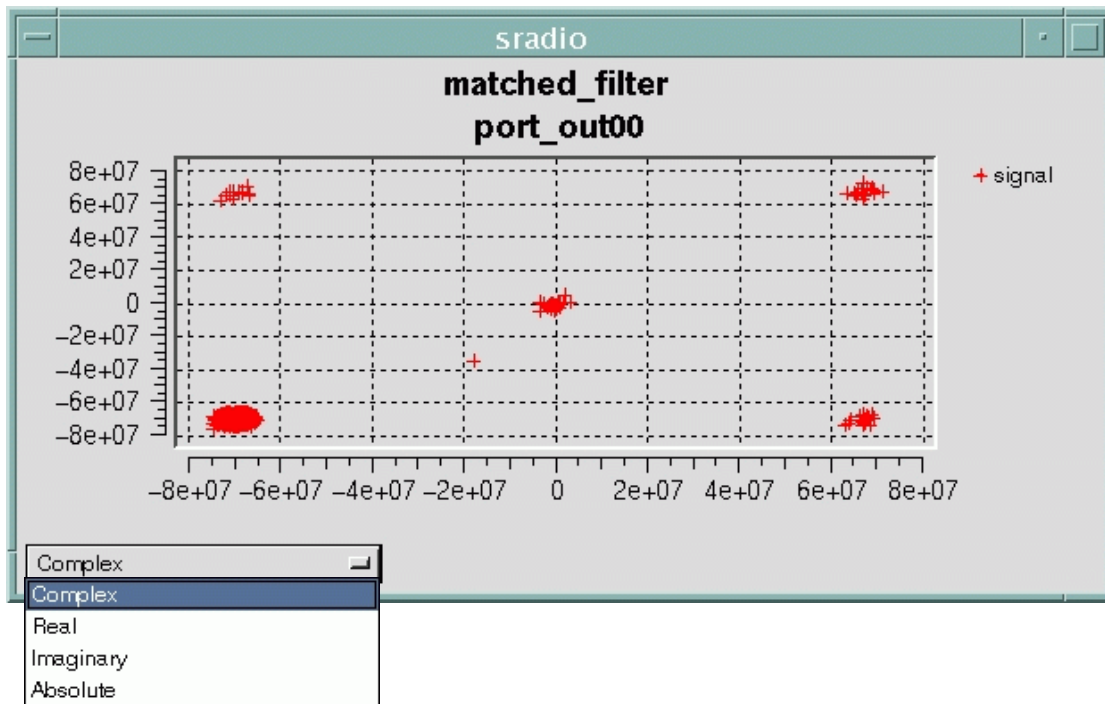 sradio
matched_filter
port_out00
8e+07
6e+07
4e+07
2e+07
0
−2e+07
−4e+07
−6e+07
−8e+07
signal
−8e+07 −6e+07 −4e+07 −2e+07 0 2e+07 4e+07 6e+07 8e+07
Complex
Complex
Real
Imaginary
Absolute